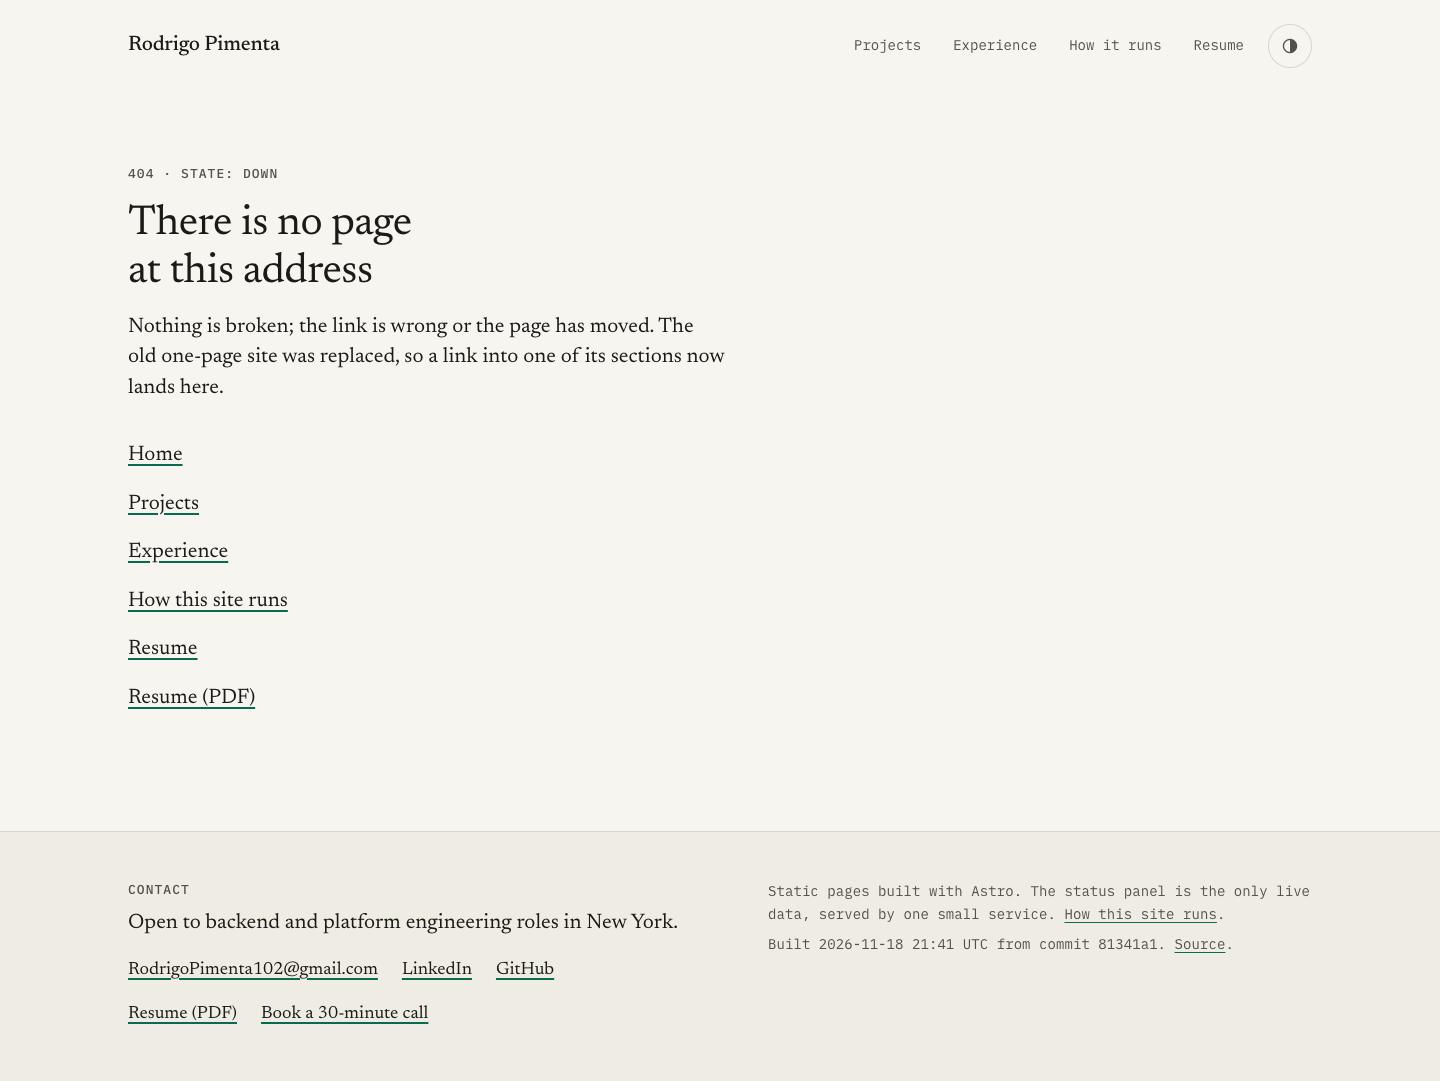 Rodrigo Pimenta
Projects
Experience
How it runs
Resume
404 · STATE: DOWN
There is no page
at this address
Nothing is broken; the link is wrong or the page has moved. The
old one-page site was replaced, so a link into one of its sections now
lands here.
Home
Projects
Experience
How this site runs
Resume
Resume (PDF)
CONTACT
Open to backend and platform engineering roles in New York.
RodrigoPimenta102@gmail.com LinkedIn GitHub
Resume (PDF) Book a 30-minute call
Static pages built with Astro. The status panel is the only live
data, served by one small service. How this site runs.
Built 2026-11-18 21:41 UTC from commit 81341a1. Source.